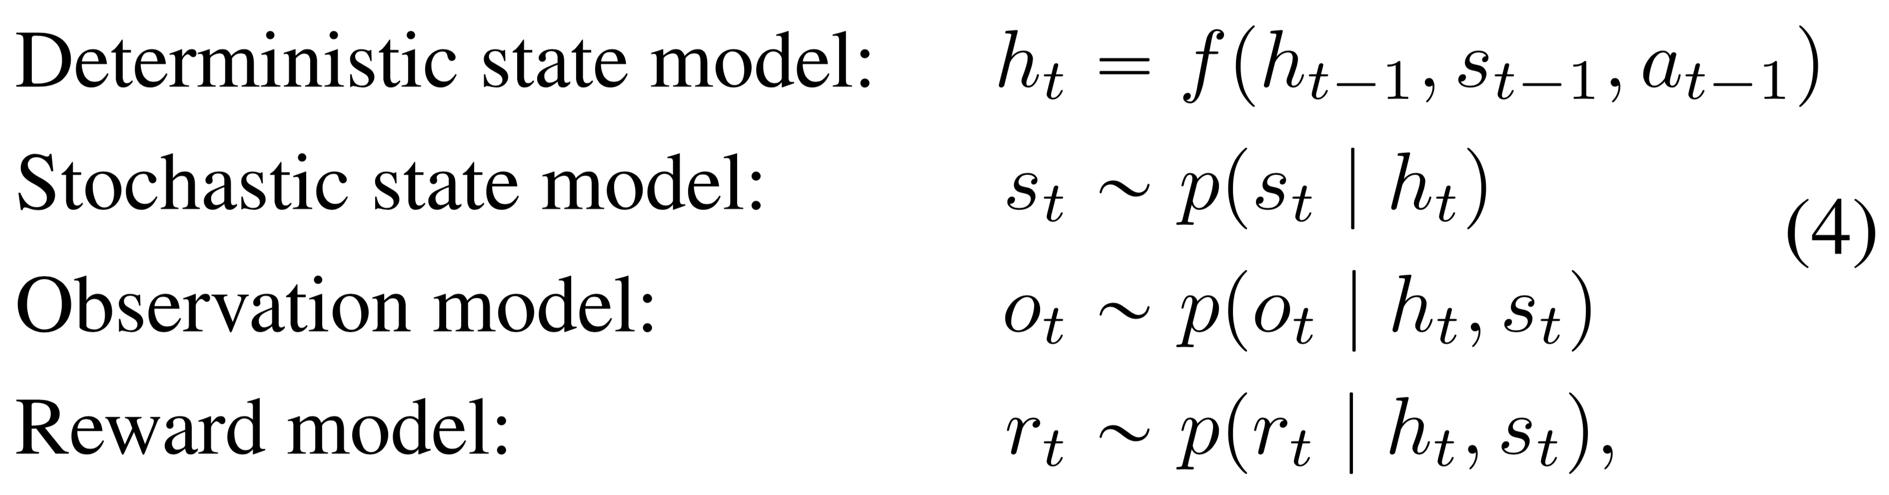 Deterministic state model: h_t = f(h_{t−1}, s_{t−1}, a_{t−1})
Stochastic state model: s_t ∼ p(s_t | h_t)
(4)
Observation model: o_t ∼ p(o_t | h_t, s_t)
Reward model: r_t ∼ p(r_t | h_t, s_t),